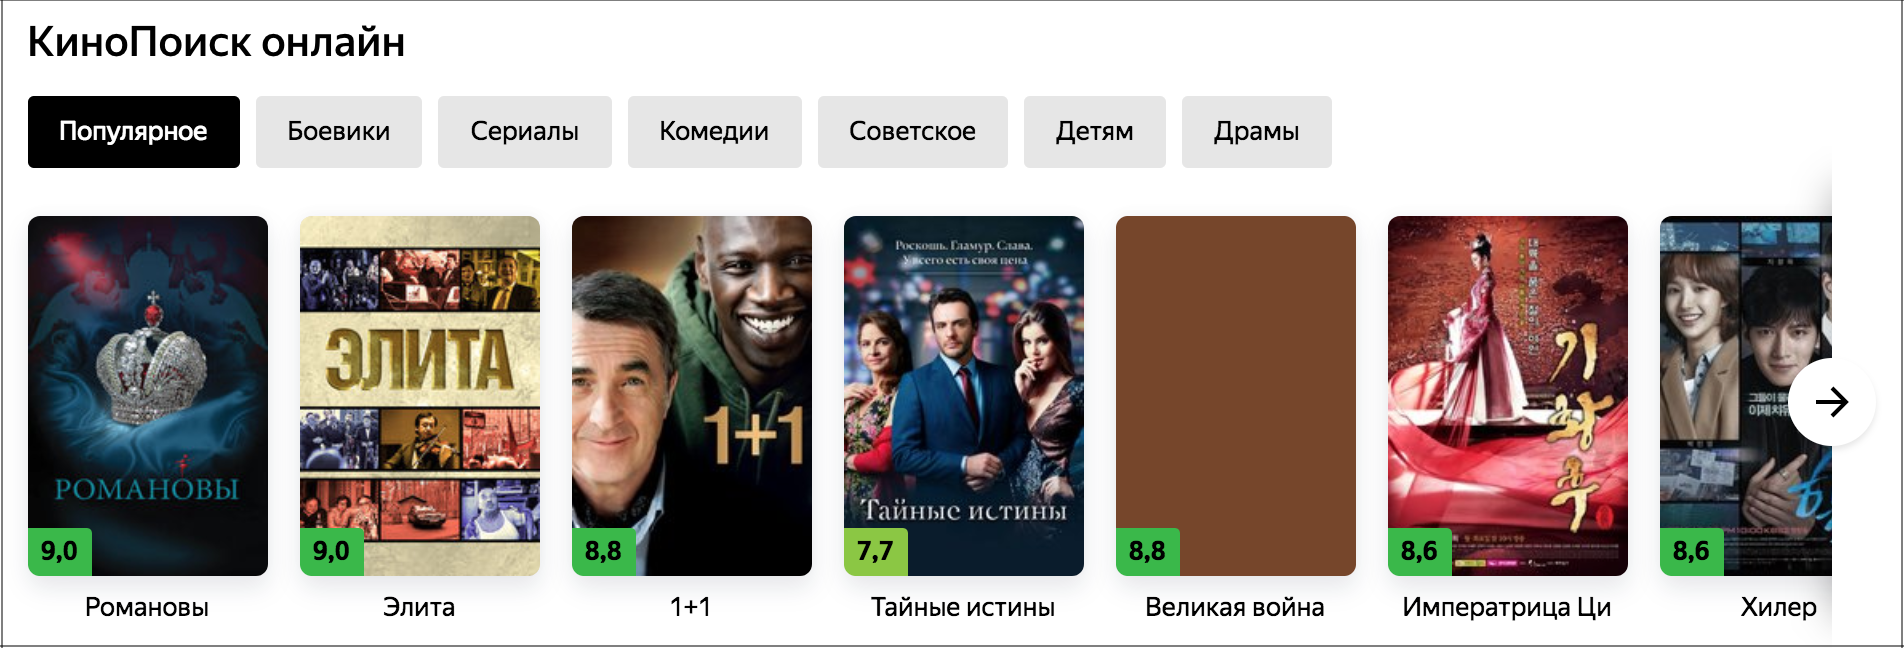 КиноПоиск онлайн
Популярное
Боевики
Сериалы
Комедии
Советское
Детям
Драмы
РОМАНОВЫ
9,0
Романовы
ЭЛИТА
9,0
Элита
1+1
8,8
1+1
Роскошь. Гламур. Слава.
У всего есть своя цена
Тайные истины
7,7
Тайные истины
8,8
Великая война
기황후
8,6
Императрица Ци
8,6
Хилер